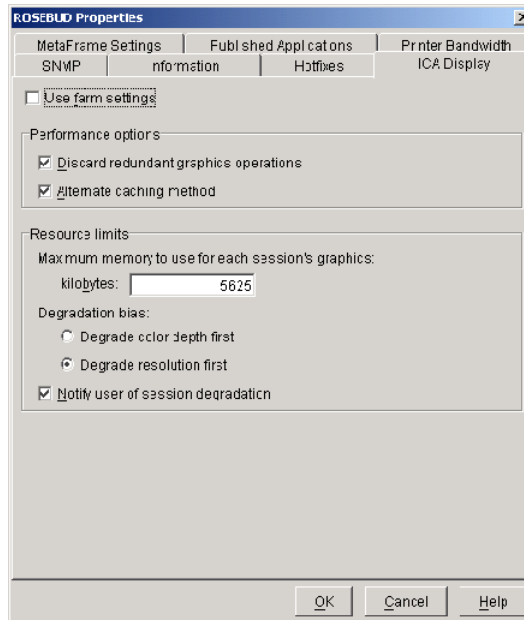 ROSEBUD Properties
MetaFrame Settings
Published Applications
Printer Bandwidth
SNMP
Information
Hotfixes
ICA Display
Use farm settings
Performance options
Discard redundant graphics operations
Alternate caching method
Resource limits
Maximum memory to use for each session's graphics:
kilobytes: 5625
Degradation bias:
Degrade color depth first
Degrade resolution first
Notify user of session degradation
OK
Cancel
Help